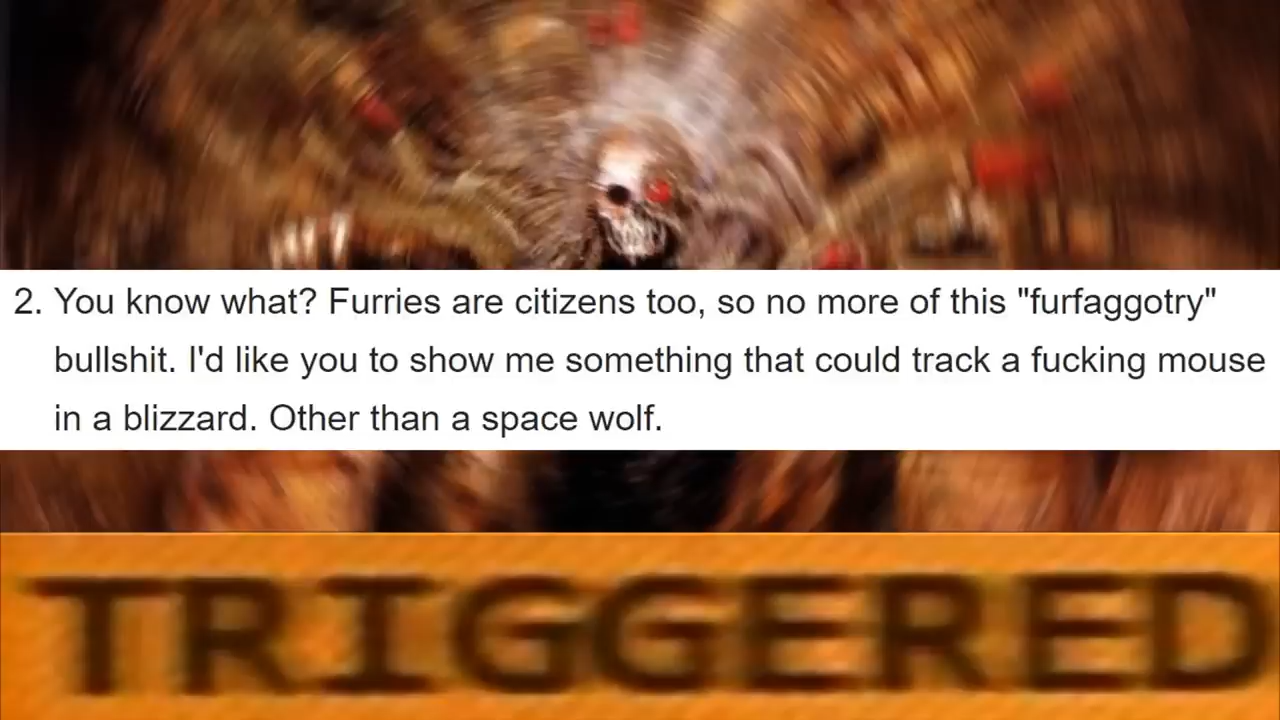 2. You know what? Furries are citizens too, so no more of this "furfaggotry"
bullshit. I'd like you to show me something that could track a fucking mouse
in a blizzard. Other than a space wolf.
TRIGGERED